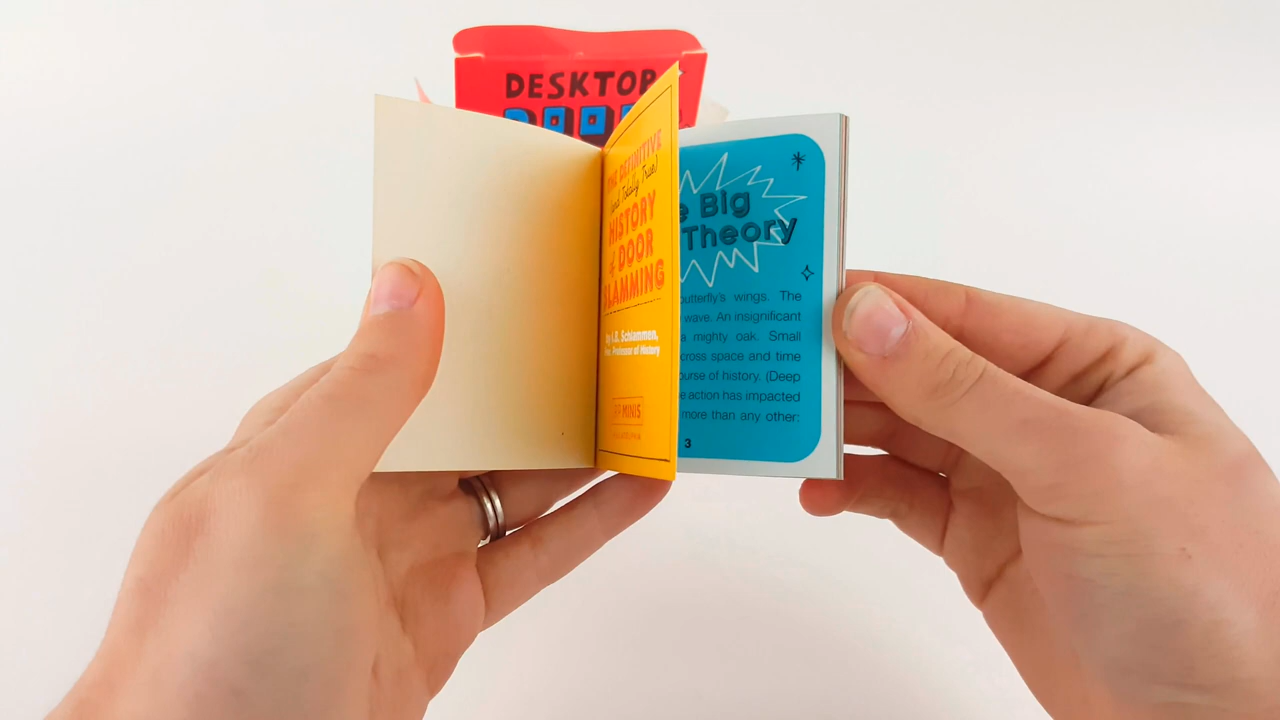 DESKTOP
THE DEFINITIVE
(and Totally True)
HISTORY
of DOOR
SLAMMING
by A.B. Schlammen,
Professor of History
RP MINIS
e Big
Theory
butterfly's wings. The
wave. An insignificant
a mighty oak. Small
cross space and time
ourse of history. (Deep
e action has impacted
more than any other:
3